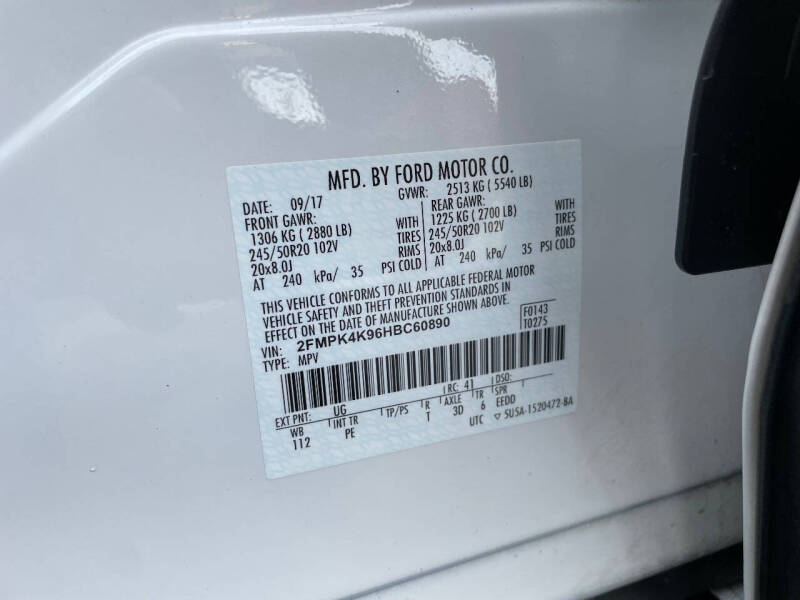 MFD. BY FORD MOTOR CO.
DATE: 09/17 GVWR: 2513 KG ( 5540 LB)
FRONT GAWR: REAR GAWR:
1306 KG ( 2880 LB) WITH 1225 KG ( 2700 LB) WITH
245/50R20 102V TIRES 245/50R20 102V TIRES
20x8.0J RIMS 20x8.0J RIMS
AT 240 kPa/ 35 PSI COLD AT 240 kPa/ 35 PSI COLD
THIS VEHICLE CONFORMS TO ALL APPLICABLE FEDERAL MOTOR
VEHICLE SAFETY AND THEFT PREVENTION STANDARDS IN
EFFECT ON THE DATE OF MANUFACTURE SHOWN ABOVE.
VIN: 2FMPK4K96HBC60890 F0143
TYPE: MPV T0275
EXT PNT: UG RC: 41 DSO:
WB INT TR TP/PS R AXLE TR SPR
112 PE T 3D 6 EEDD
UTC ▽ 5U5A-1520472-BA